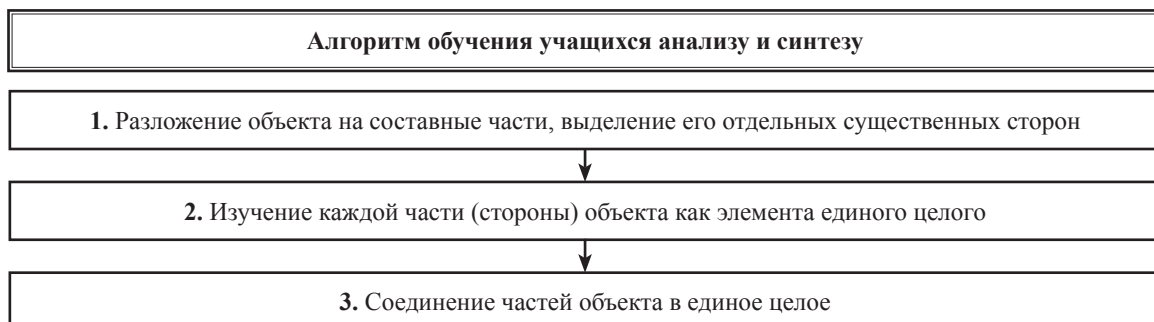 Алгоритм обучения учащихся анализу и синтезу
1. Разложение объекта на составные части, выделение его отдельных существенных сторон
2. Изучение каждой части (стороны) объекта как элемента единого целого
3. Соединение частей объекта в единое целое